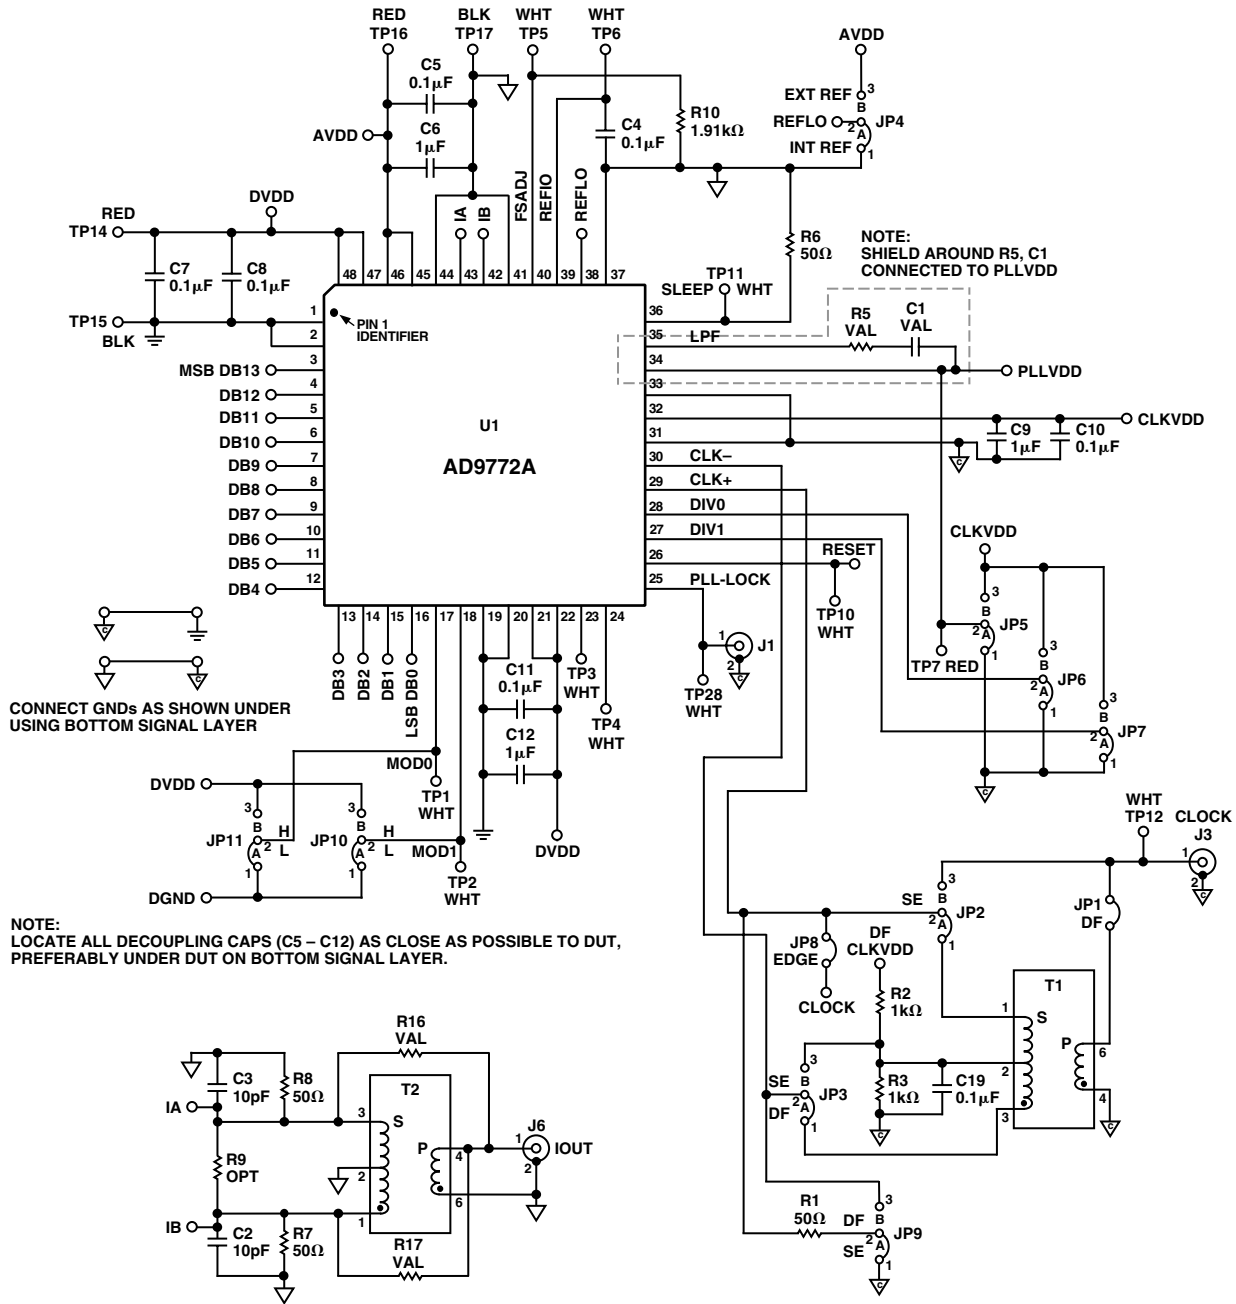 RED
TP16
BLK
TP17
WHT
TP5
WHT
TP6
AVDD
C5
0.1µF
EXT REF
3
B
REFLO
2
A
JP4
INT REF
1
R10
1.91kΩ
C4
0.1µF
AVDD
C6
1µF
FSADJ
REFIO
REFLO
IA
IB
DVDD
RED
TP14
C7
0.1µF
C8
0.1µF
TP15
BLK
R6
50Ω
NOTE:
SHIELD AROUND R5, C1
CONNECTED TO PLLVDD
TP11
SLEEP
WHT
48
47
46
45
44
43
42
41
40
39
38
37
1
PIN 1
IDENTIFIER
2
3
MSB DB13
4
DB12
5
DB11
6
DB10
7
DB9
8
DB8
9
DB7
10
DB6
11
DB5
12
DB4
U1
AD9772A
36
35
LPF
R5
VAL
C1
VAL
34
PLLVDD
33
32
CLKVDD
31
C
C9
1µF
C10
0.1µF
30
CLK–
29
CLK+
28
DIV0
27
DIV1
26
RESET
25
PLL-LOCK
TP10
WHT
13
14
15
16
17
18
19
20
21
22
23
24
DB3
DB2
DB1
LSB DB0
C
C
C
CONNECT GNDs AS SHOWN UNDER
USING BOTTOM SIGNAL LAYER
C11
0.1µF
C12
1µF
TP3
WHT
TP4
WHT
DVDD
1
J1
2
C
TP28
WHT
CLKVDD
3
B
2
A
JP5
1
TP7 RED
3
B
2
A
JP6
1
3
B
2
A
JP7
1
C
MOD0
TP1
WHT
MOD1
TP2
WHT
DVDD
3
B
JP11
A
2
H
L
1
3
B
JP10
A
2
H
L
1
DGND
NOTE:
LOCATE ALL DECOUPLING CAPS (C5 – C12) AS CLOSE AS POSSIBLE TO DUT,
PREFERABLY UNDER DUT ON BOTTOM SIGNAL LAYER.
WHT
TP12
CLOCK
J3
1
2
C
3
SE
B
2
A
JP2
1
JP1
DF
JP8
EDGE
CLOCK
DF
CLKVDD
R2
1kΩ
R3
1kΩ
C
C19
0.1µF
3
SE
B
2
A
JP3
DF
1
T1
1
S
2
3
P
6
4
C
R1
50Ω
3
DF
B
2
A
JP9
SE
1
C
R16
VAL
C3
10pF
R8
50Ω
IA
R9
OPT
IB
C2
10pF
R7
50Ω
R17
VAL
T2
3
S
2
1
P
4
6
J6
1
IOUT
2